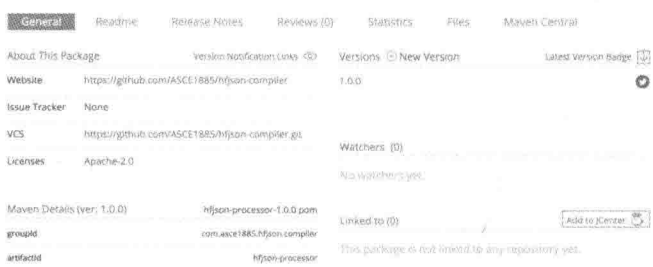 General Readme Release Notes Reviews (0) Statistics Files Maven Central
About This Package Version Notification Links
Website https://github.com/ASCE1885/hfjson-compiler
Issue Tracker None
VCS https://github.com/ASCE1885/hfjson-compiler.git
Licenses Apache-2.0
Maven Details (ver: 1.0.0) hfjson-processor-1.0.0.pom
groupId com.asce1885.hfjson-compiler
artifactId hfjson-processor
Versions New Version Latest Version Badge
1.0.0
Watchers (0)
No watchers yet.
Linked to (0) Add to JCenter
This package is not linked to any repository yet.